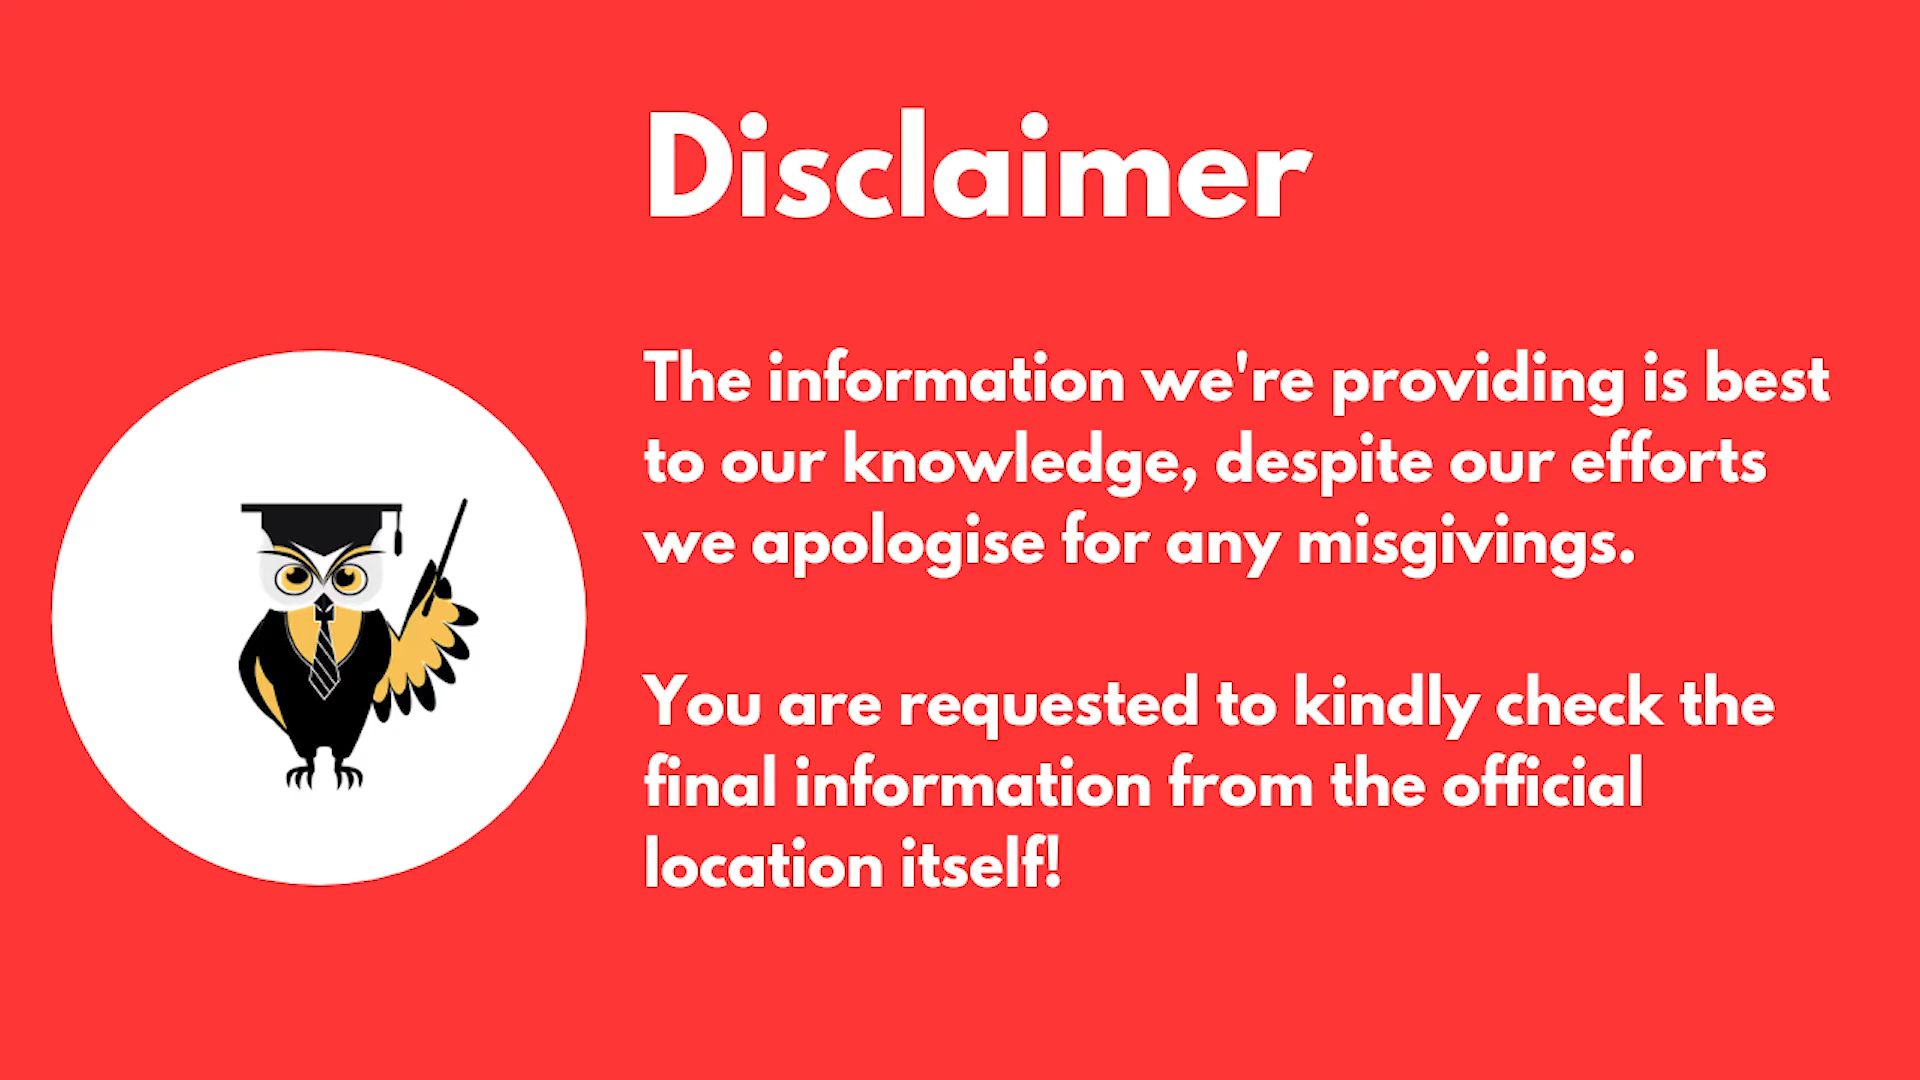 Disclaimer
The information we're providing is best
to our knowledge, despite our efforts
we apologise for any misgivings.
You are requested to kindly check the
final information from the official
location itself!